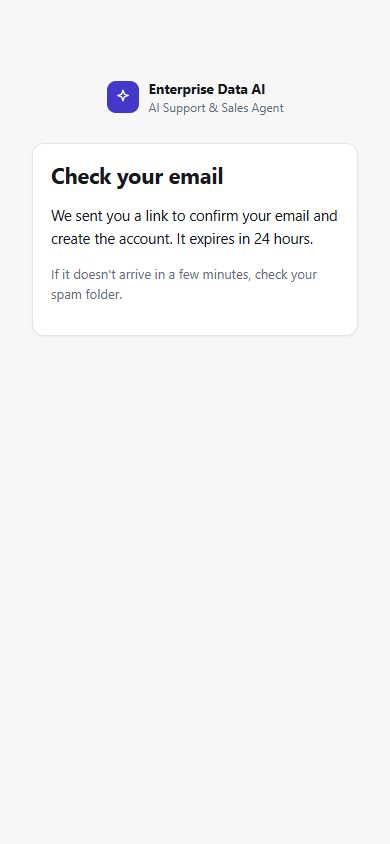 Enterprise Data AI
AI Support & Sales Agent
Check your email
We sent you a link to confirm your email and
create the account. It expires in 24 hours.
If it doesn't arrive in a few minutes, check your
spam folder.